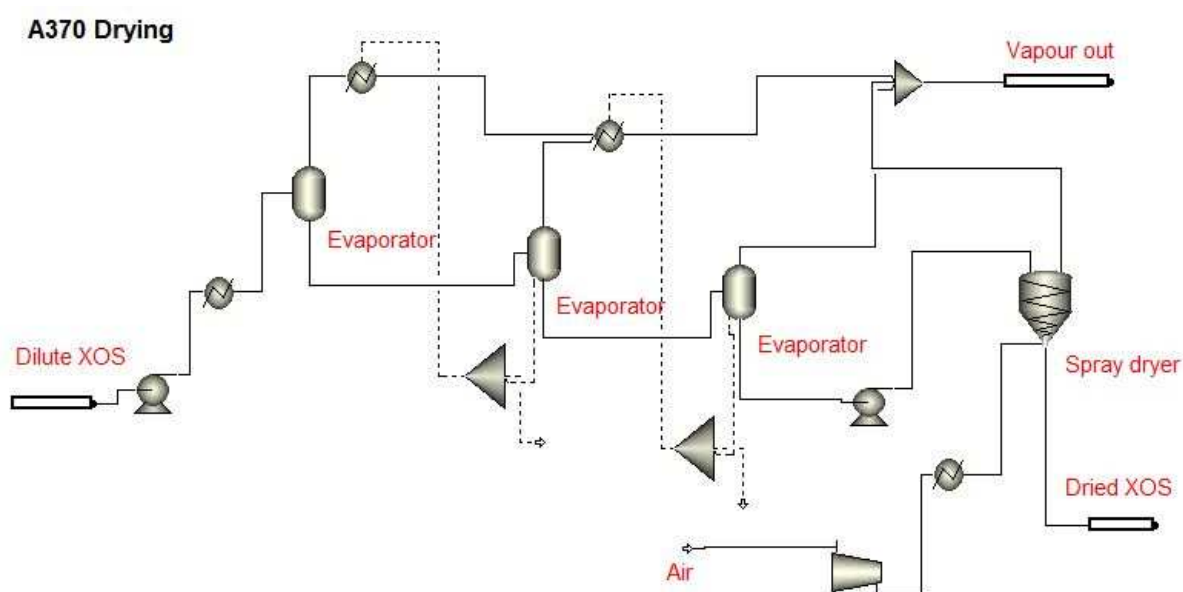 A370 Drying
Vapour out
Evaporator
Evaporator
Dilute XOS
Evaporator
Spray dryer
Dried XOS
Air